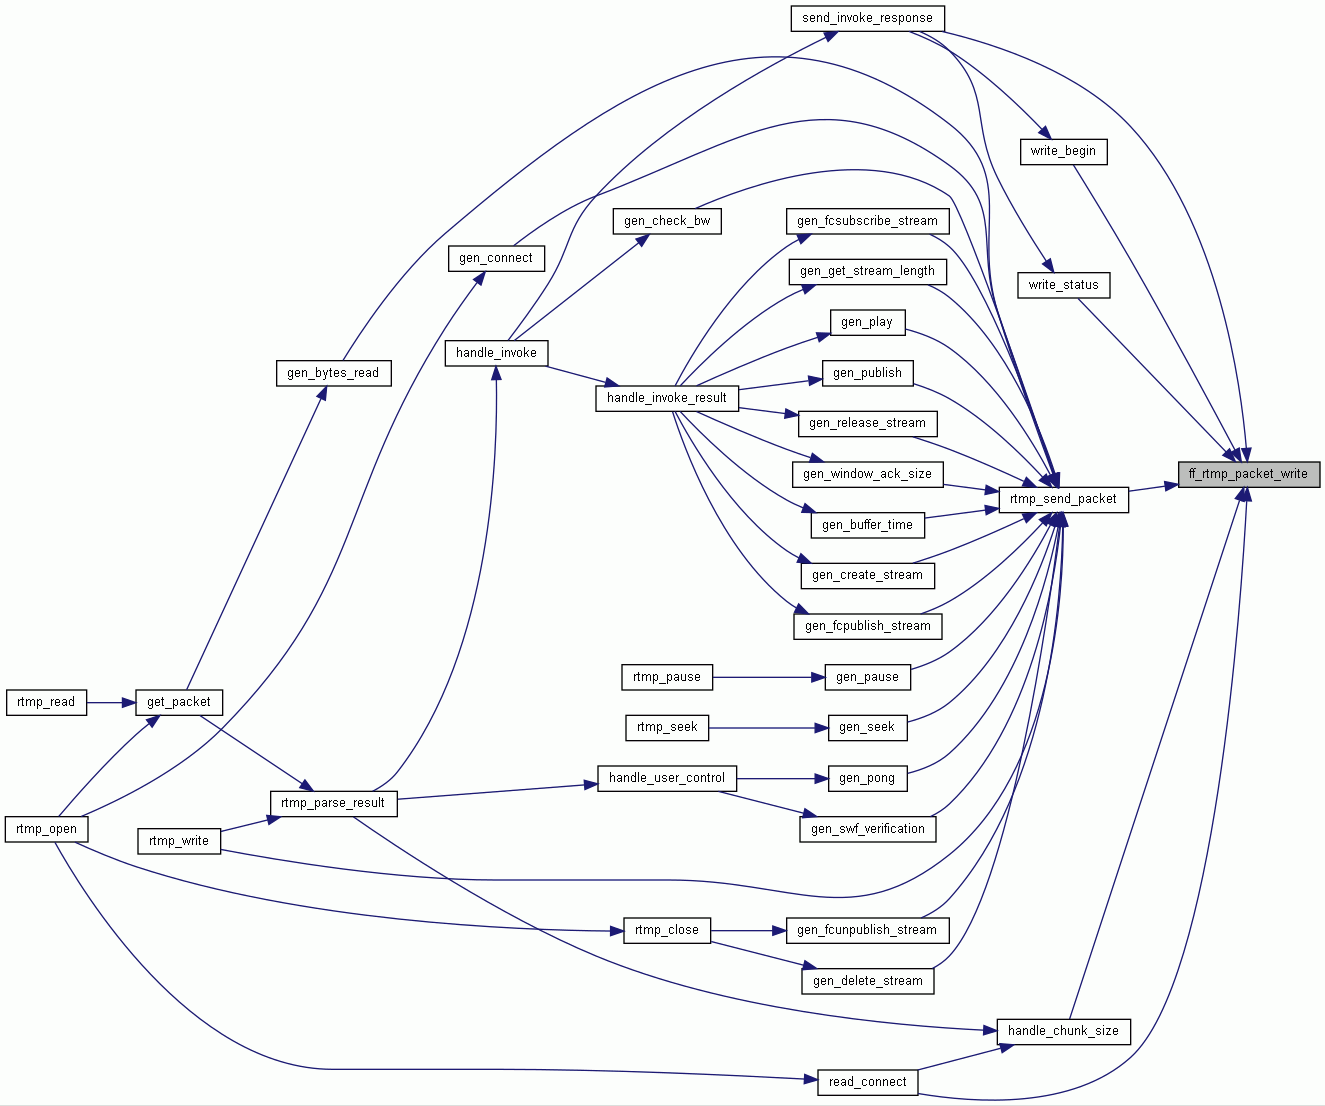 send_invoke_response
write_begin
gen_check_bw
gen_fcsubscribe_stream
gen_connect
gen_get_stream_length
write_status
gen_play
handle_invoke
gen_bytes_read
gen_publish
handle_invoke_result
gen_release_stream
gen_window_ack_size
ff_rtmp_packet_write
rtmp_send_packet
gen_buffer_time
gen_create_stream
gen_fcpublish_stream
rtmp_pause
gen_pause
rtmp_read
get_packet
rtmp_seek
gen_seek
handle_user_control
gen_pong
rtmp_parse_result
rtmp_open
gen_swf_verification
rtmp_write
rtmp_close
gen_fcunpublish_stream
gen_delete_stream
handle_chunk_size
read_connect